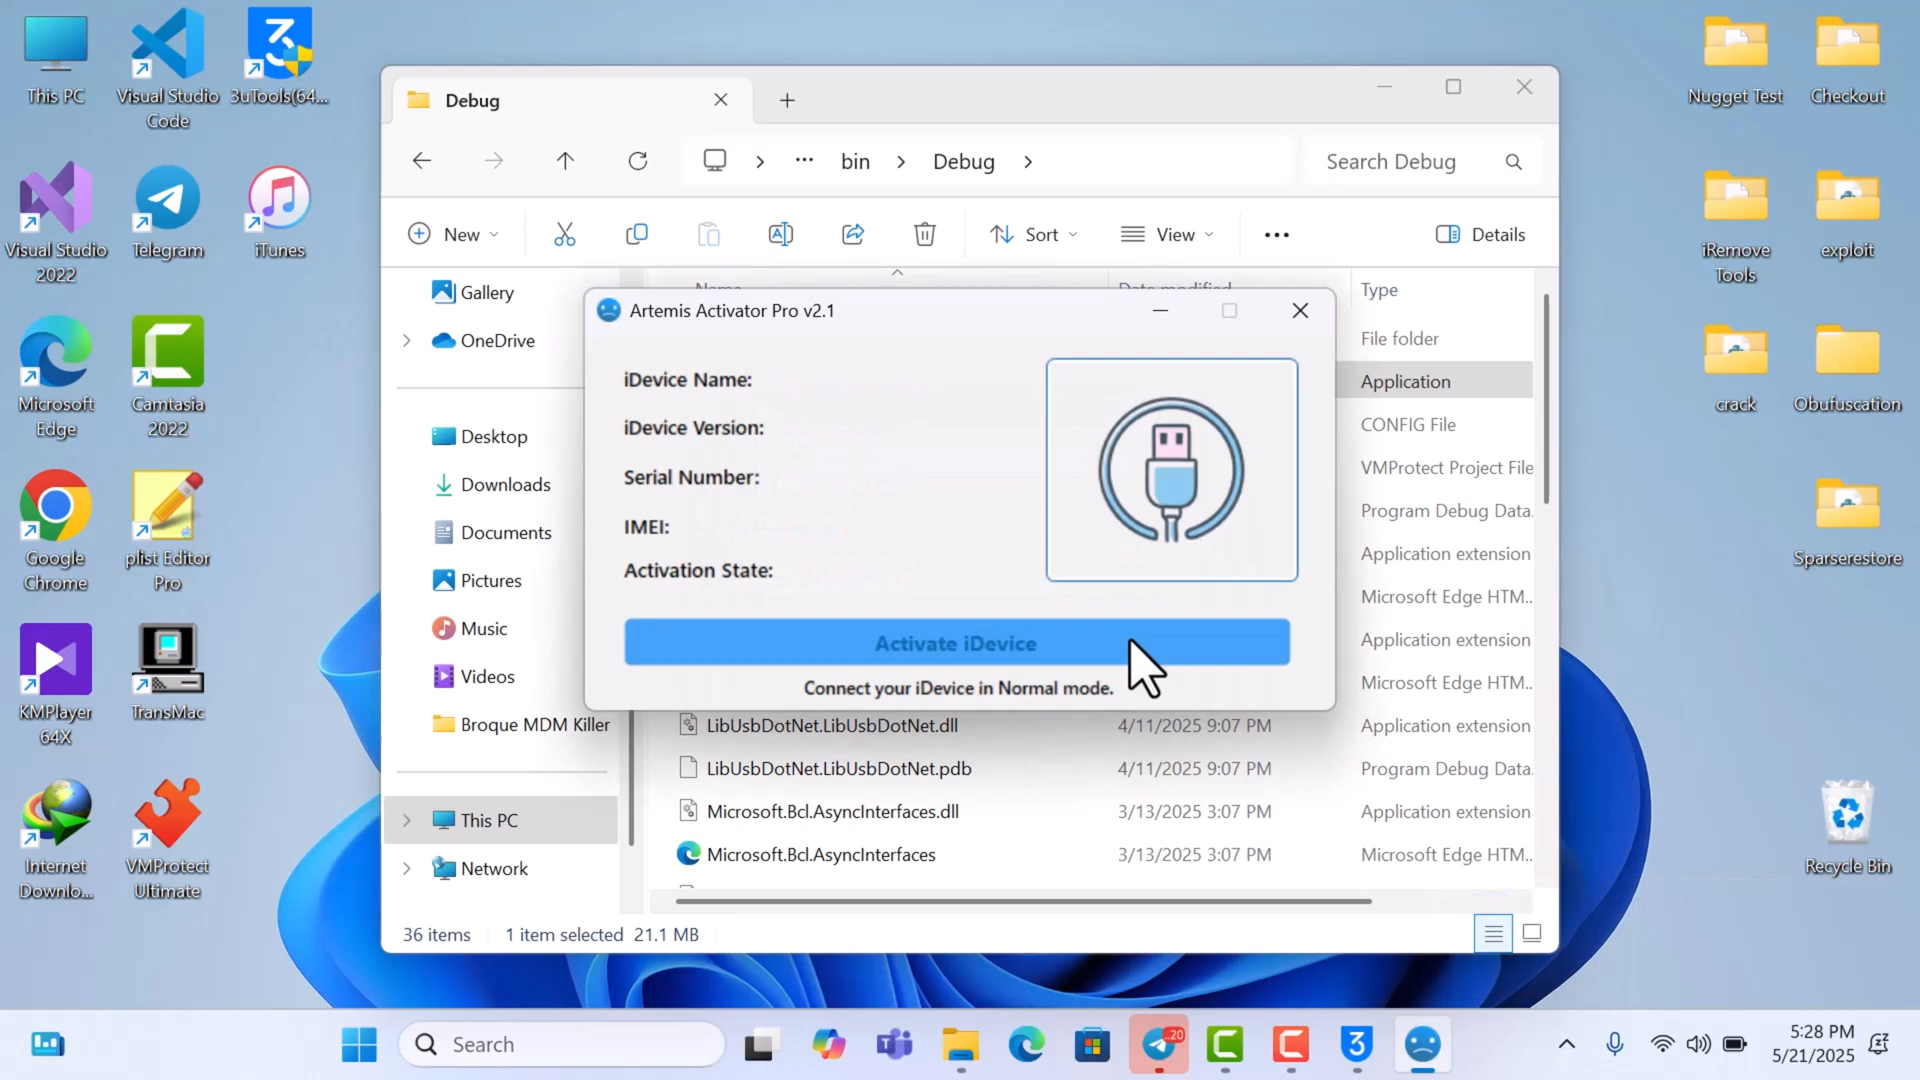 This PC
Visual Studio
Code
3uTools(64...
Visual Studio
2022
Telegram
iTunes
Microsoft
Edge
Camtasia
2022
Google
Chrome
plist Editor
Pro
KMPlayer
64X
TransMac
Internet
Downlo...
VMProtect
Ultimate
Debug
bin
Debug
Search Debug
New
Sort
View
Details
Gallery
OneDrive
Desktop
Downloads
Documents
Pictures
Music
Videos
Broque MDM Killer
This PC
Network
Name
Date modified
Type
File folder
Application
CONFIG File
VMProtect Project File
Program Debug Data.
Application extension
Microsoft Edge HTM..
Application extension
Microsoft Edge HTM..
LibUsbDotNet.LibUsbDotNet.dll 4/11/2025 9:07 PM Application extension
LibUsbDotNet.LibUsbDotNet.pdb 4/11/2025 9:07 PM Program Debug Data.
Microsoft.Bcl.AsyncInterfaces.dll 3/13/2025 3:07 PM Application extension
Microsoft.Bcl.AsyncInterfaces 3/13/2025 3:07 PM Microsoft Edge HTM..
36 items 1 item selected 21.1 MB
Artemis Activator Pro v2.1
iDevice Name:
iDevice Version:
Serial Number:
IMEI:
Activation State:
Activate iDevice
Connect your iDevice in Normal mode.
Nugget Test
Checkout
iRemove
Tools
exploit
crack
Obufuscation
Sparserestore
Recycle Bin
Search
..20
5:28 PM
5/21/2025